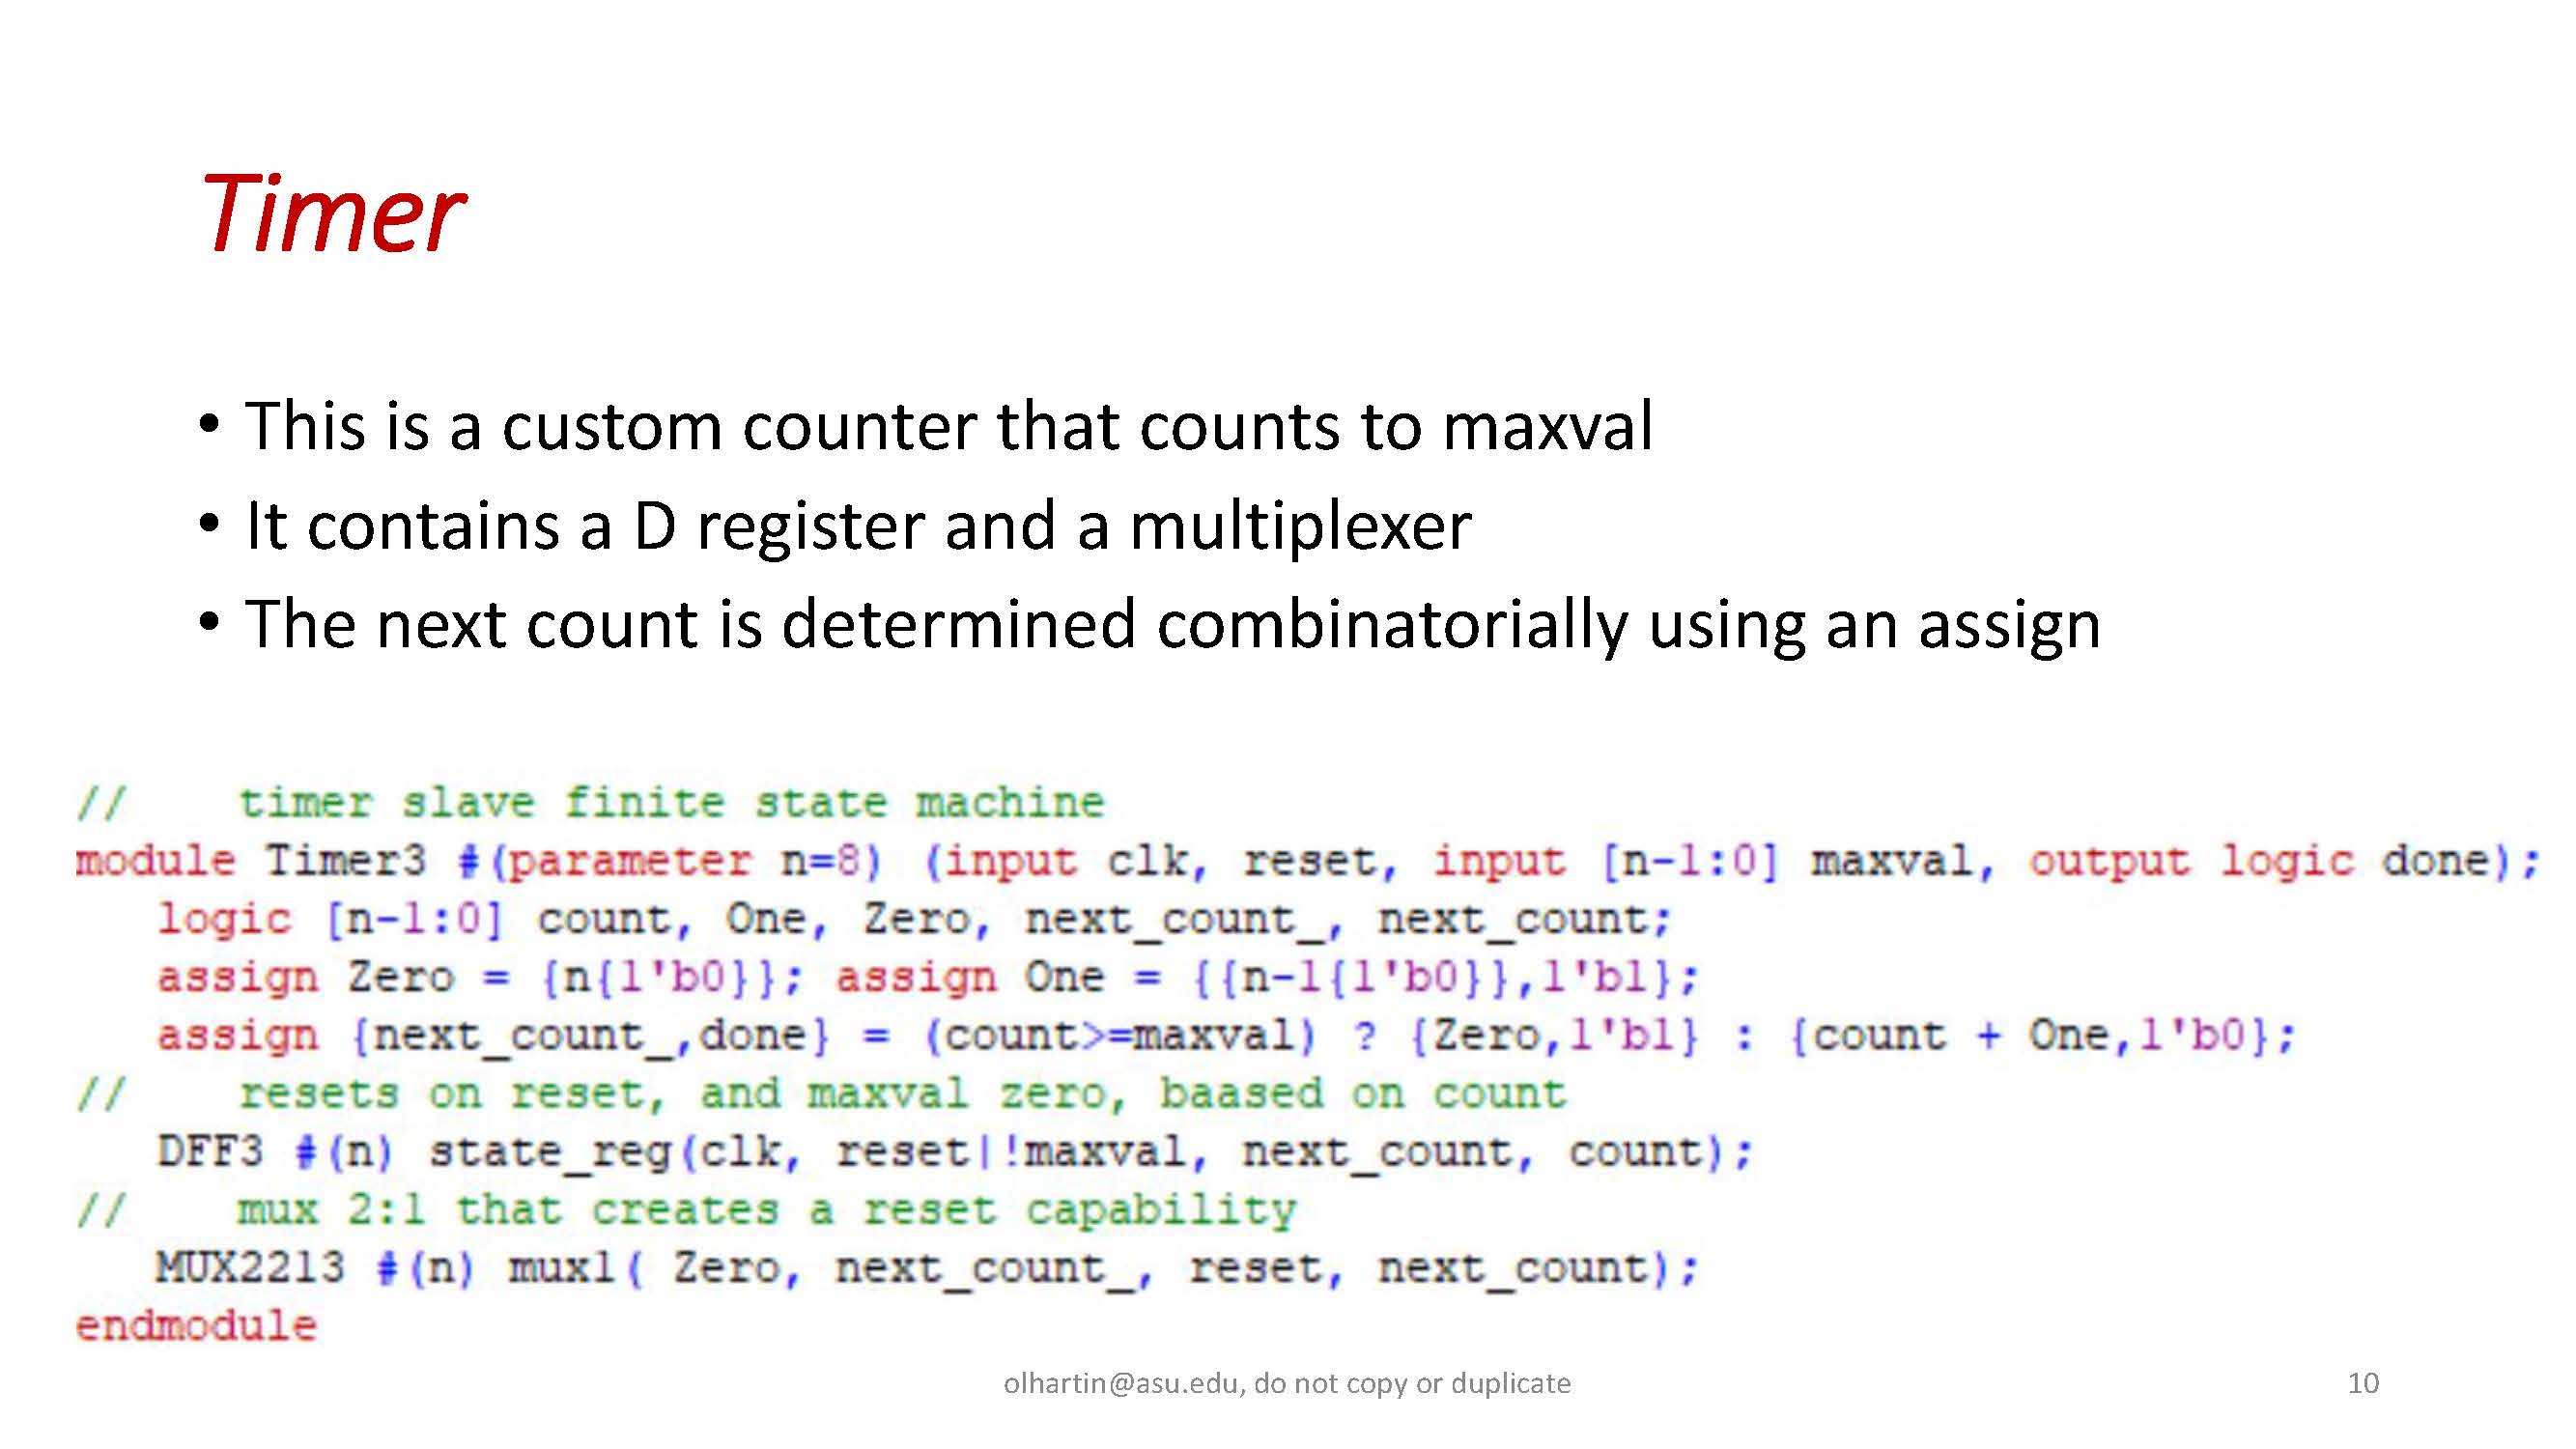 Timer
• This is a custom counter that counts to maxval
• It contains a D register and a multiplexer
• The next count is determined combinatorially using an assign
//    timer slave finite state machine
module Timer3 #(parameter n=8) (input clk, reset, input [n-1:0] maxval, output logic done);
   logic [n-1:0] count, One, Zero, next_count_, next_count;
   assign Zero = {n{1'b0}}; assign One = {{n-1{1'b0}},1'b1};
   assign {next_count_,done} = (count>=maxval) ? {Zero,1'b1} : {count + One,1'b0};
//    resets on reset, and maxval zero, baased on count
   DFF3 #(n) state_reg(clk, reset|!maxval, next_count, count);
//    mux 2:1 that creates a reset capability
   MUX2213 #(n) mux1( Zero, next_count_, reset, next_count);
endmodule
olhartin@asu.edu, do not copy or duplicate
10